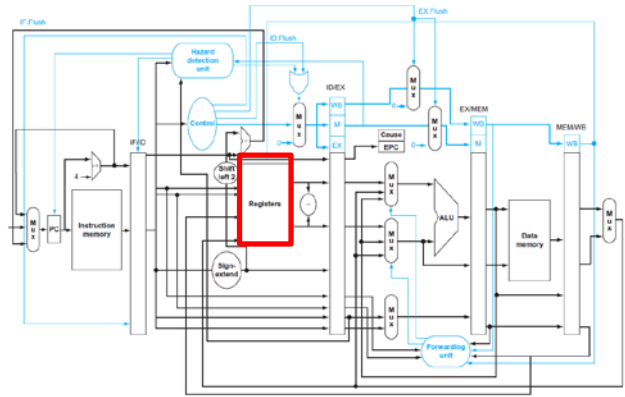 IF.Flush
EX.Flush
ID.Flush
Hazard
detection
unit
ID/EX
M
u
x
WB
0
EX/MEM
Control
M
u
x
M
M
u
x
WB
MEM/WB
IF/ID
0
EX
Cause
EPC
0
M
WB
Shift
left 2
4
M
u
x
Registers
=
M
u
x
ALU
M
u
x
PC
Instruction
memory
M
u
x
Data
memory
M
u
x
Sign-
extend
M
u
x
Forwarding
unit